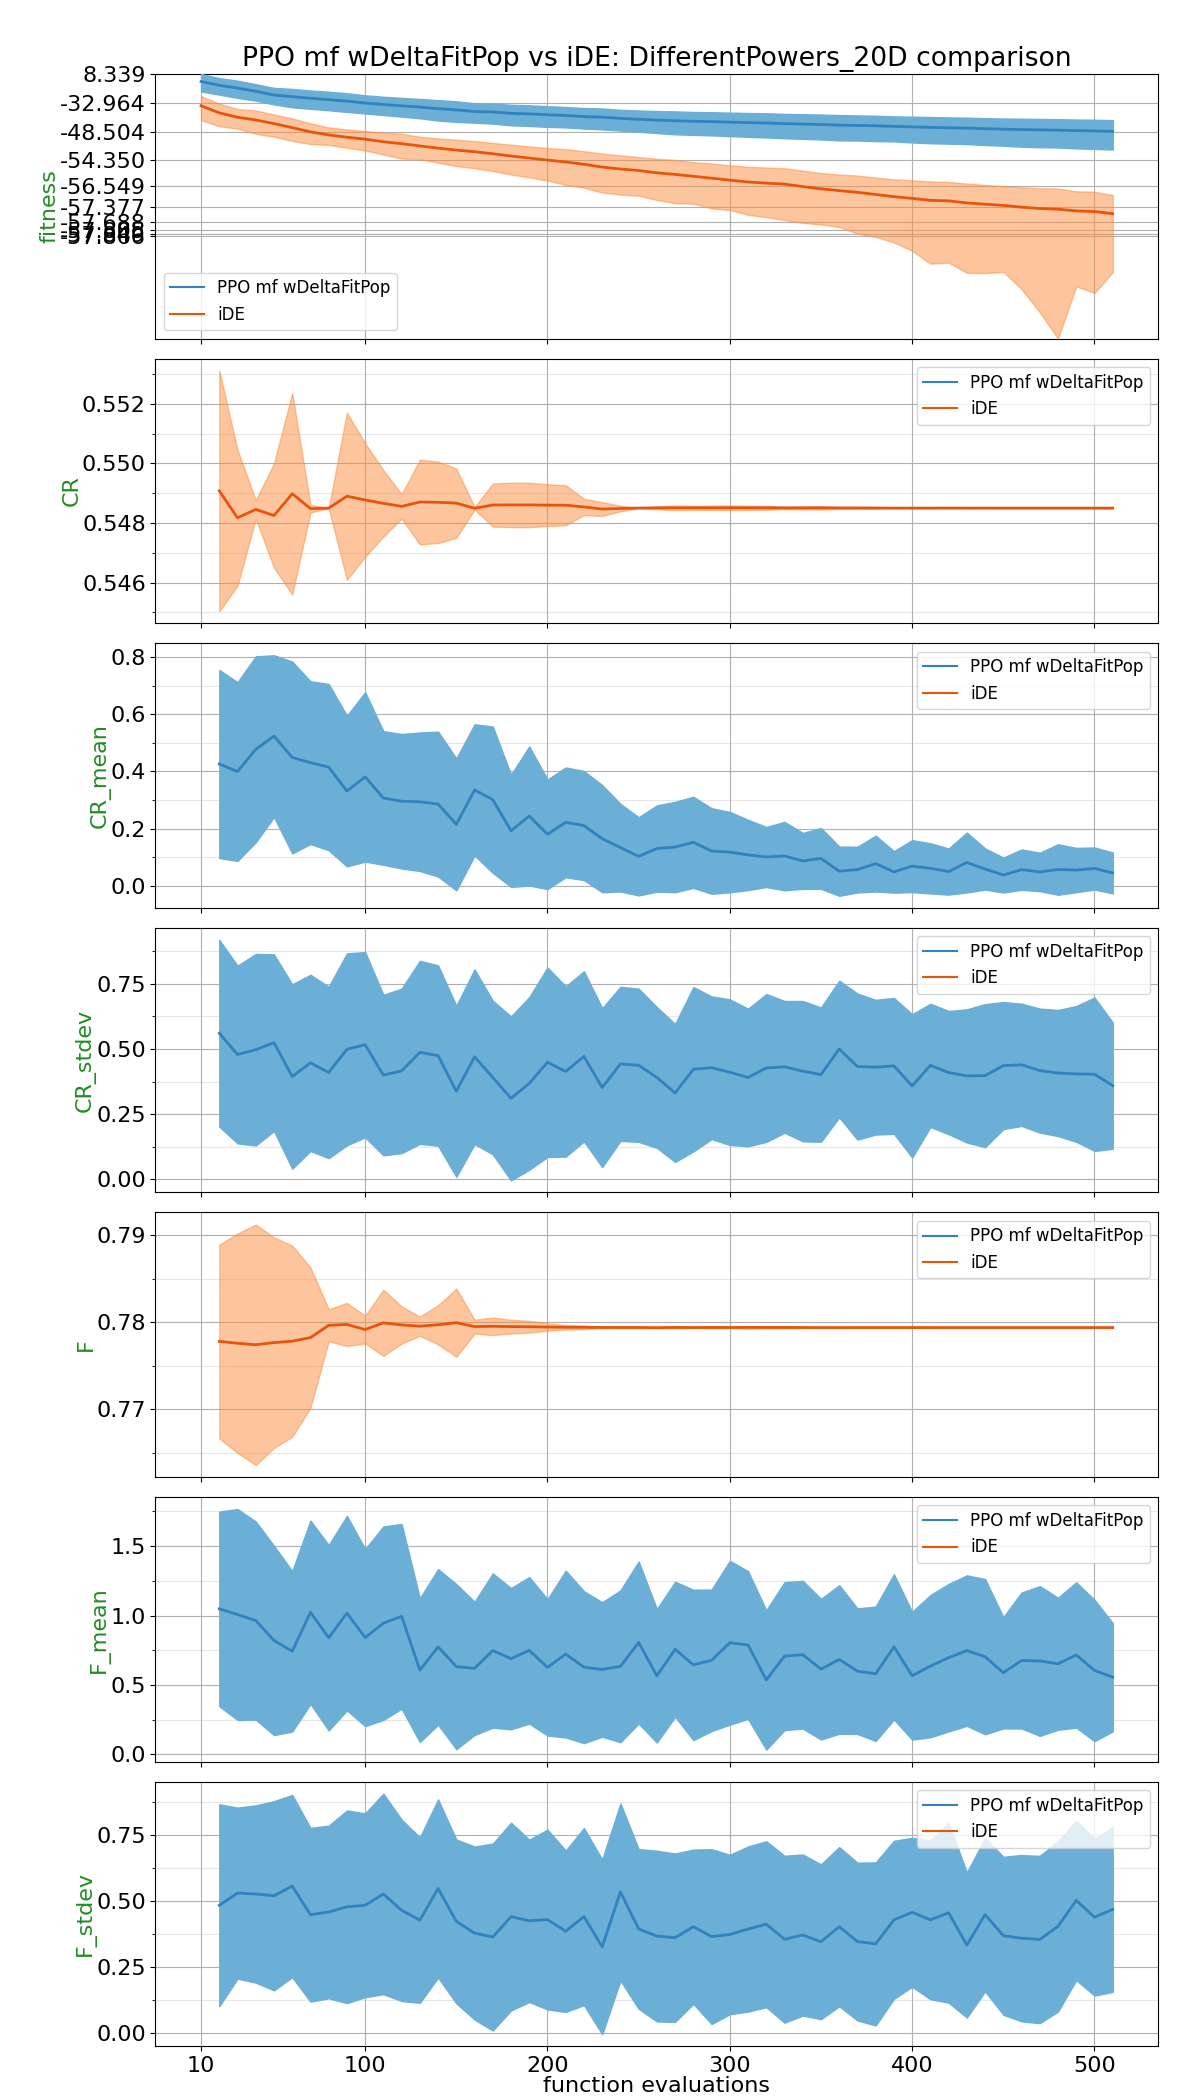 PPO mf wDeltaFitPop vs iDE: DifferentPowers_20D comparison
8.339
-32.964
-48.504
-54.350
-56.549
-57.377
-57.688
-57.866
fitness
PPO mf wDeltaFitPop
iDE
0.552
0.550
0.548
0.546
CR
PPO mf wDeltaFitPop
iDE
0.8
0.6
0.4
0.2
0.0
CR_mean
PPO mf wDeltaFitPop
iDE
0.75
0.50
0.25
0.00
CR_stdev
PPO mf wDeltaFitPop
iDE
0.79
0.78
0.77
F
PPO mf wDeltaFitPop
iDE
1.5
1.0
0.5
0.0
F_mean
PPO mf wDeltaFitPop
iDE
0.75
0.50
0.25
0.00
F_stdev
PPO mf wDeltaFitPop
iDE
10 100 200 300 400 500
function evaluations